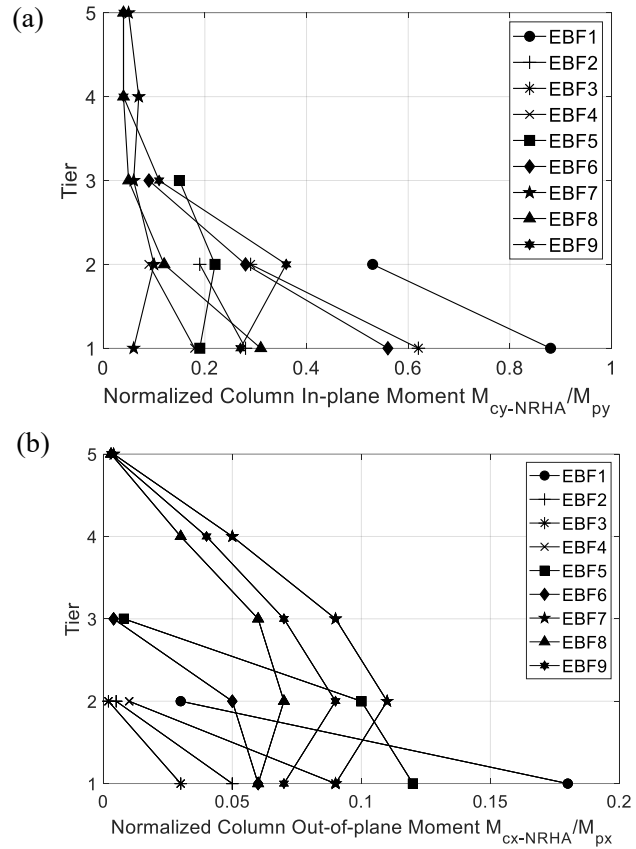 (a)
5
4
3
2
1
Tier
EBF1
EBF2
EBF3
EBF4
EBF5
EBF6
EBF7
EBF8
EBF9
0 0.2 0.4 0.6 0.8 1
Normalized Column In-plane Moment M_cy-NRHA/M_py
(b)
5
4
3
2
1
Tier
EBF1
EBF2
EBF3
EBF4
EBF5
EBF6
EBF7
EBF8
EBF9
0 0.05 0.1 0.15 0.2
Normalized Column Out-of-plane Moment M_cx-NRHA/M_px